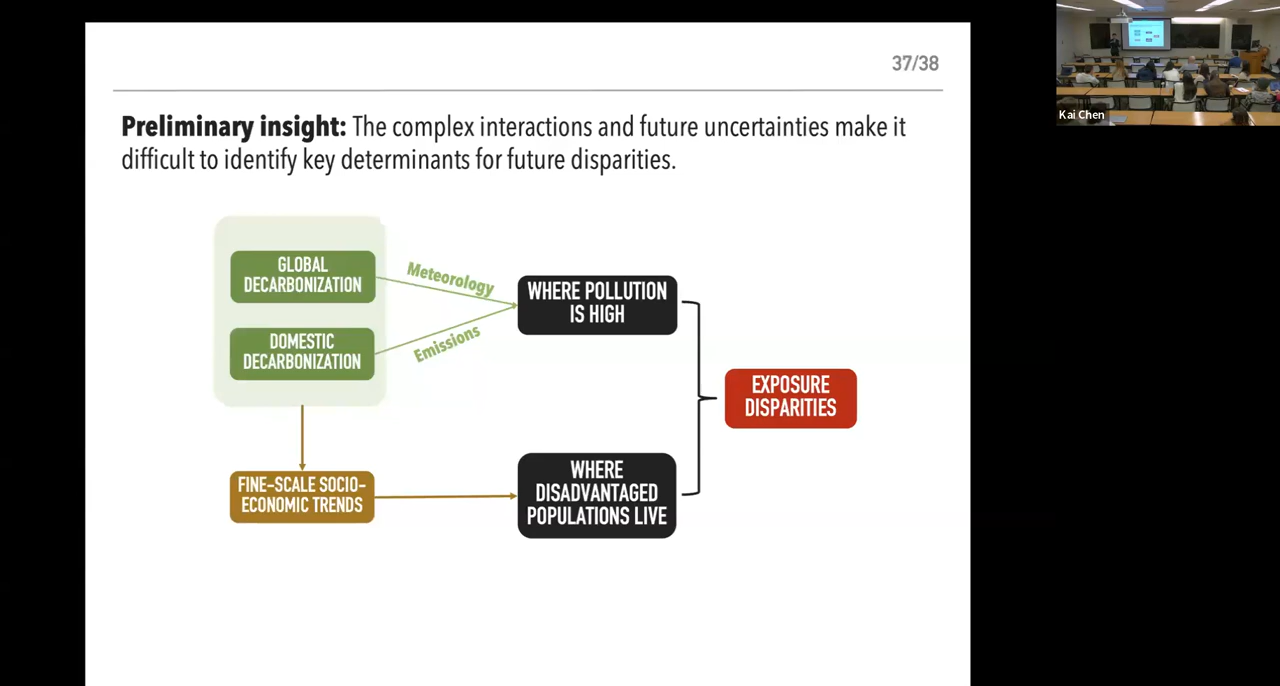 37/38
Preliminary insight: The complex interactions and future uncertainties make it
difficult to identify key determinants for future disparities.
GLOBAL
DECARBONIZATION
Meteorology
WHERE POLLUTION
IS HIGH
DOMESTIC
DECARBONIZATION
Emissions
EXPOSURE
DISPARITIES
FINE-SCALE SOCIO-
ECONOMIC TRENDS
WHERE
DISADVANTAGED
POPULATIONS LIVE
Kai Chen